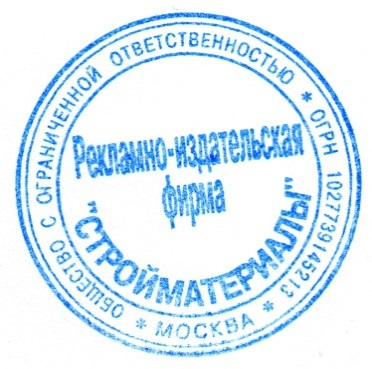 ОБЩЕСТВО С ОГРАНИЧЕННОЙ ОТВЕТСТВЕННОСТЬЮ * ОГРН 1027739145213
* МОСКВА *
Рекламно-издательская
фирма
"СТРОЙМАТЕРИАЛЫ"